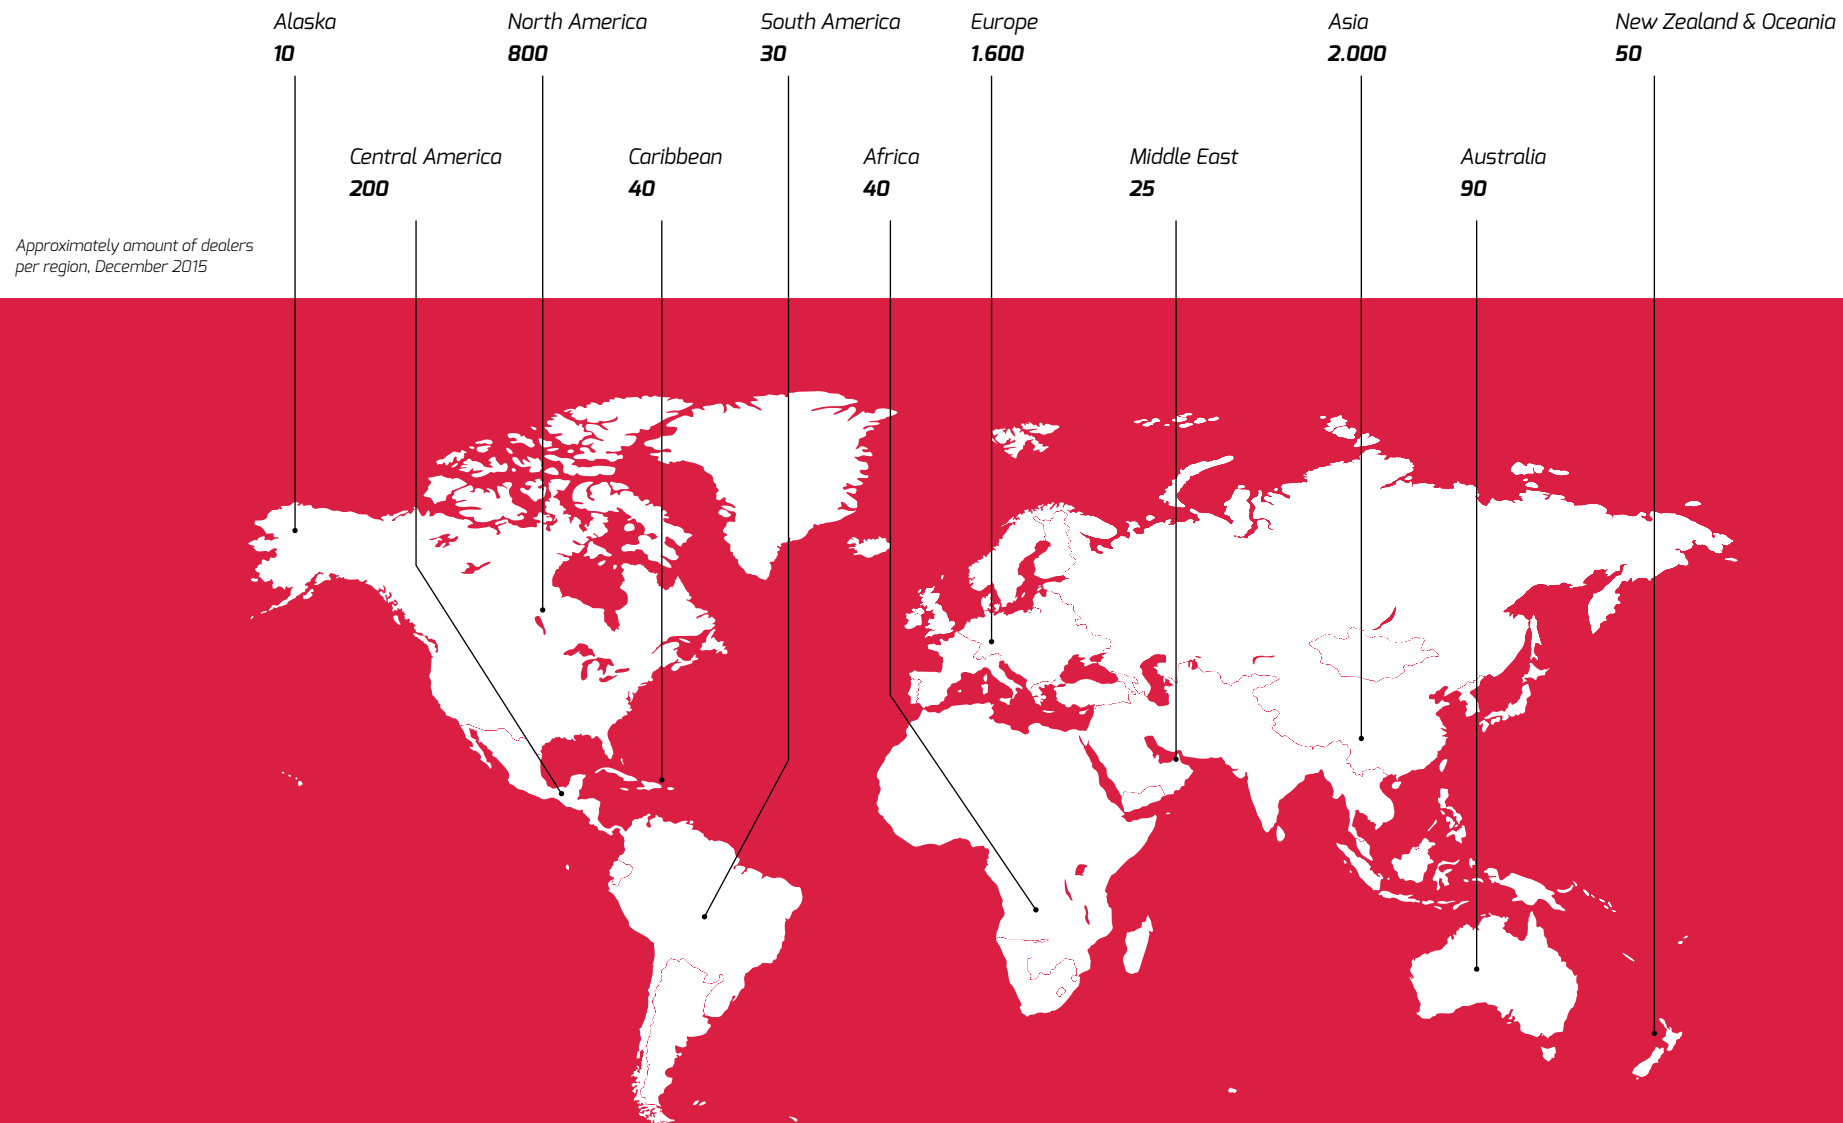 Alaska
10
North America
800
South America
30
Europe
1.600
Asia
2.000
New Zealand & Oceania
50
Central America
200
Caribbean
40
Africa
40
Middle East
25
Australia
90
Approximately amount of dealers
per region, December 2015